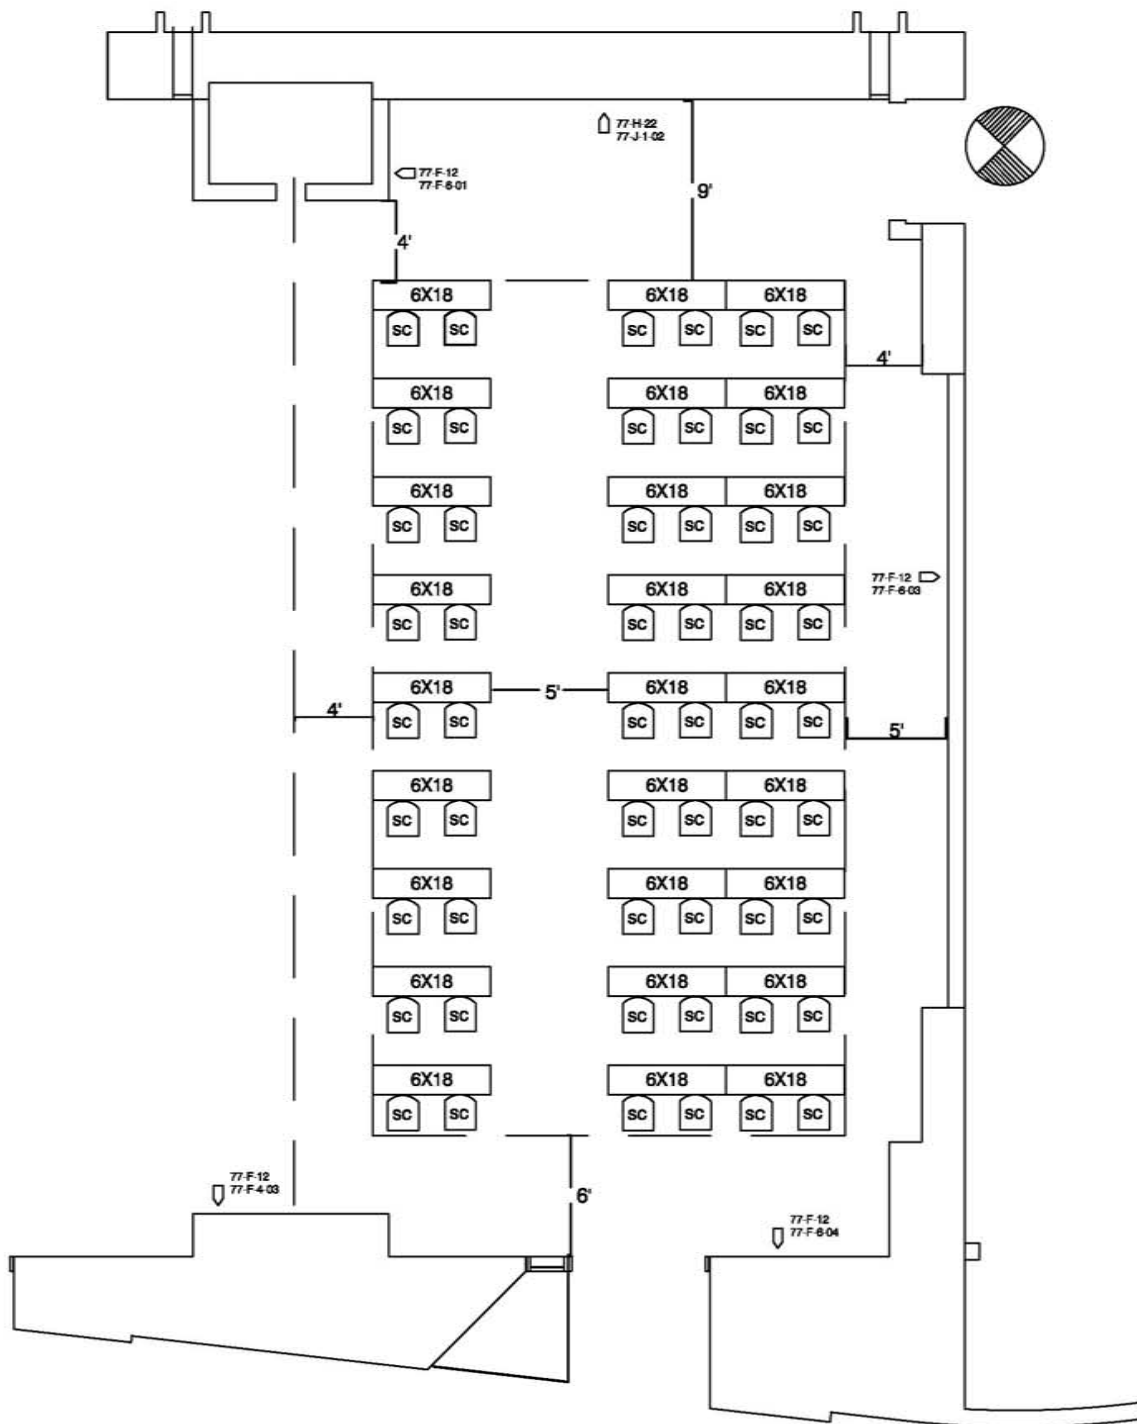 77-H-22
77-J-1-02
77-F-12
77-F-6-01
9'
4'
6X18 6X18 6X18
SC SC SC SC SC SC
4'
6X18 6X18 6X18
SC SC SC SC SC SC
6X18 6X18 6X18
SC SC SC SC SC SC
77-F-12
77-F-6-03
6X18 6X18 6X18
SC SC SC SC SC SC
6X18 5' 6X18 6X18
4' SC SC SC SC SC SC 5'
6X18 6X18 6X18
SC SC SC SC SC SC
6X18 6X18 6X18
SC SC SC SC SC SC
6X18 6X18 6X18
SC SC SC SC SC SC
6X18 6X18 6X18
SC SC SC SC SC SC
77-F-12
77-F-4-03
6'
77-F-12
77-F-6-04